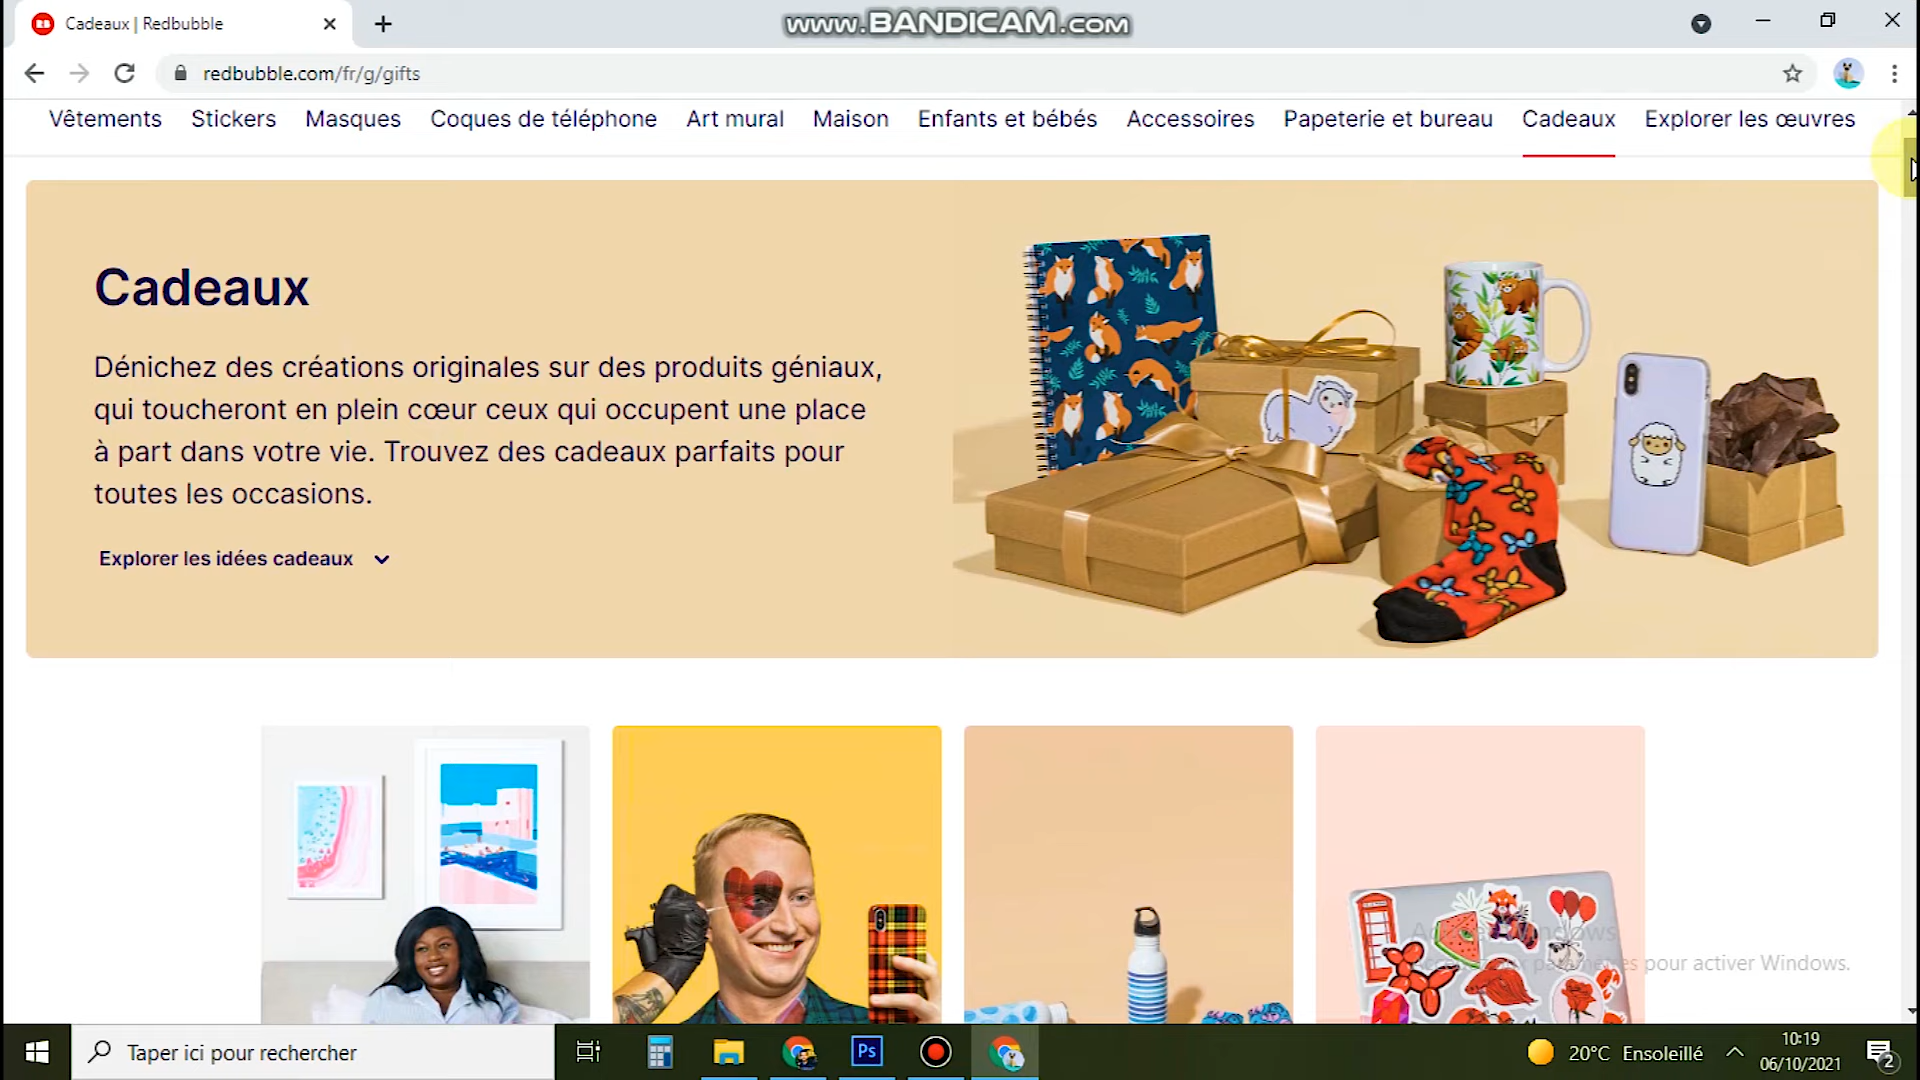 Cadeaux | Redbubble
www.BANDICAM.com
redbubble.com/fr/g/gifts
Vêtements Stickers Masques Coques de téléphone Art mural Maison Enfants et bébés Accessoires Papeterie et bureau Cadeaux Explorer les œuvres
Cadeaux
Dénichez des créations originales sur des produits géniaux,
qui toucheront en plein cœur ceux qui occupent une place
à part dans votre vie. Trouvez des cadeaux parfaits pour
toutes les occasions.
Explorer les idées cadeaux
pour activer Windows.
Taper ici pour rechercher
Ps
20°C Ensoleillé
10:19
06/10/2021
2